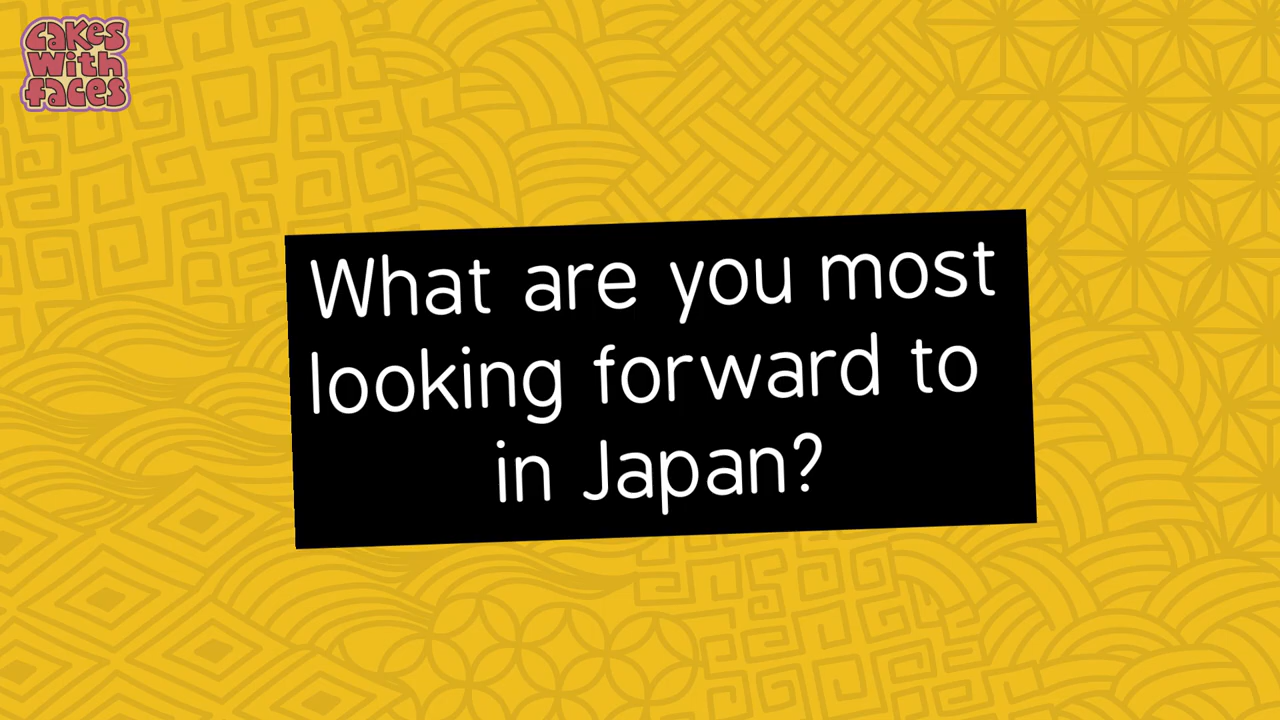 Cakes
With
faces
What are you most
looking forward to
in Japan?